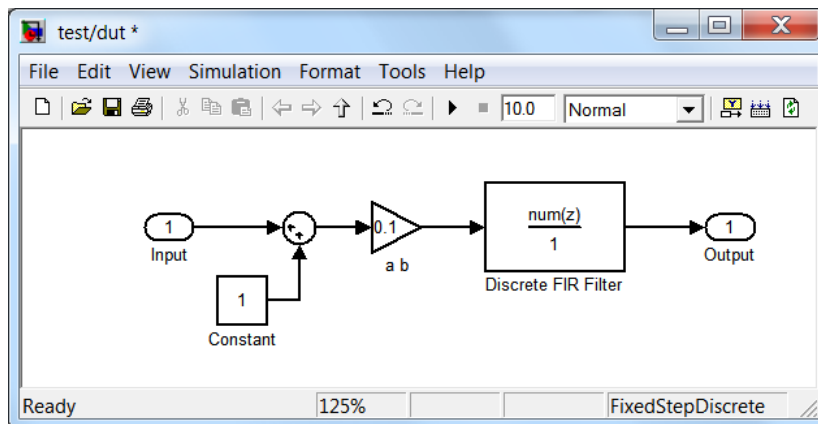 test/dut *
File Edit View Simulation Format Tools Help
10.0 Normal
1
Input
1
Constant
0.1
a b
num(z)
1
Discrete FIR Filter
1
Output
Ready 125% FixedStepDiscrete